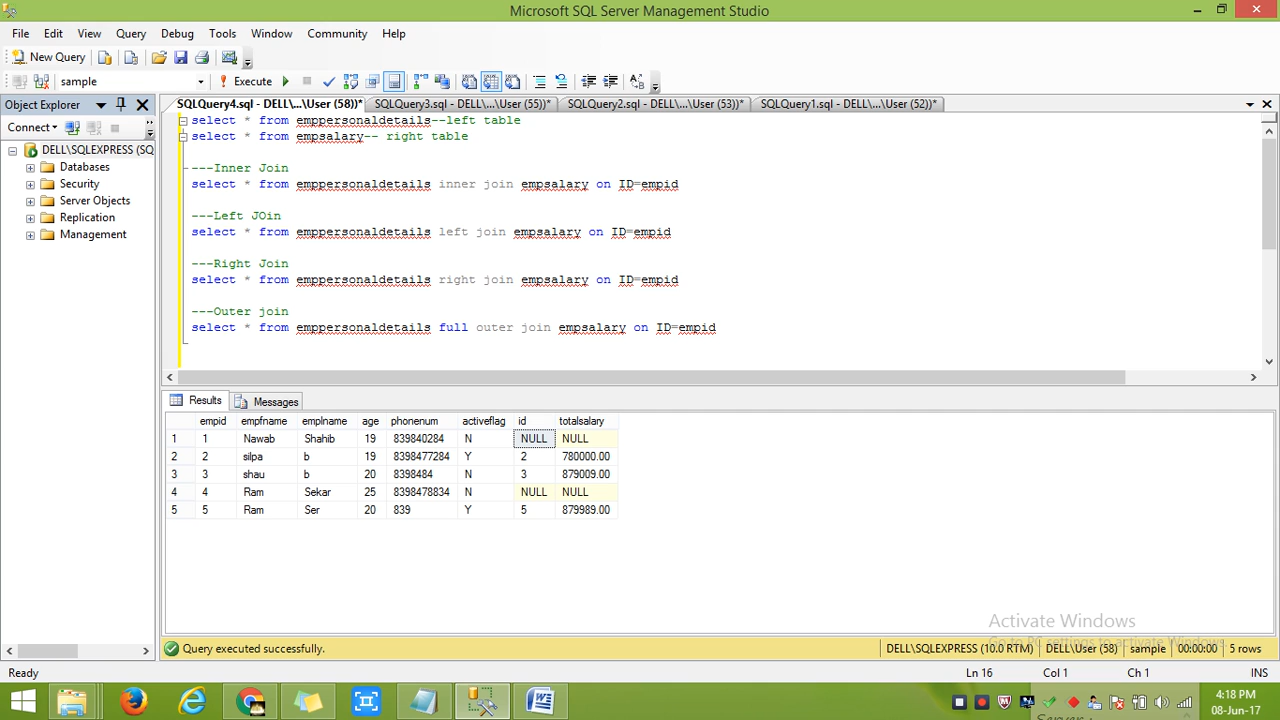 Microsoft SQL Server Management Studio
File Edit View Query Debug Tools Window Community Help
New Query
sample Execute
Object Explorer
SQLQuery4.sql - DELL\...\User (58))* SQLQuery3.sql - DELL\...\User (55))* SQLQuery2.sql - DELL\...\User (53))* SQLQuery1.sql - DELL\...\User (52))*
Connect
DELL\SQLEXPRESS (SQ
Databases
Security
Server Objects
Replication
Management
select * from emppersonaldetails--left table
select * from empsalary-- right table
---Inner Join
select * from emppersonaldetails inner join empsalary on ID=empid
---Left JOin
select * from emppersonaldetails left join empsalary on ID=empid
---Right Join
select * from emppersonaldetails right join empsalary on ID=empid
---Outer join
select * from emppersonaldetails full outer join empsalary on ID=empid
Results Messages
empid empfname emplname age phonenum activeflag id totalsalary
1 1 Nawab Shahib 19 839840284 N NULL NULL
2 2 silpa b 19 8398477284 Y 2 780000.00
3 3 shau b 20 8398484 N 3 879009.00
4 4 Ram Sekar 25 8398478834 N NULL NULL
5 5 Ram Ser 20 839 Y 5 879989.00
Activate Windows
Go to PC settings to activate Windows.
Query executed successfully. DELL\SQLEXPRESS (10.0 RTM) DELL\User (58) sample 00:00:00 5 rows
Ready Ln 16 Col 1 Ch 1 INS
4:18 PM
08-Jun-17